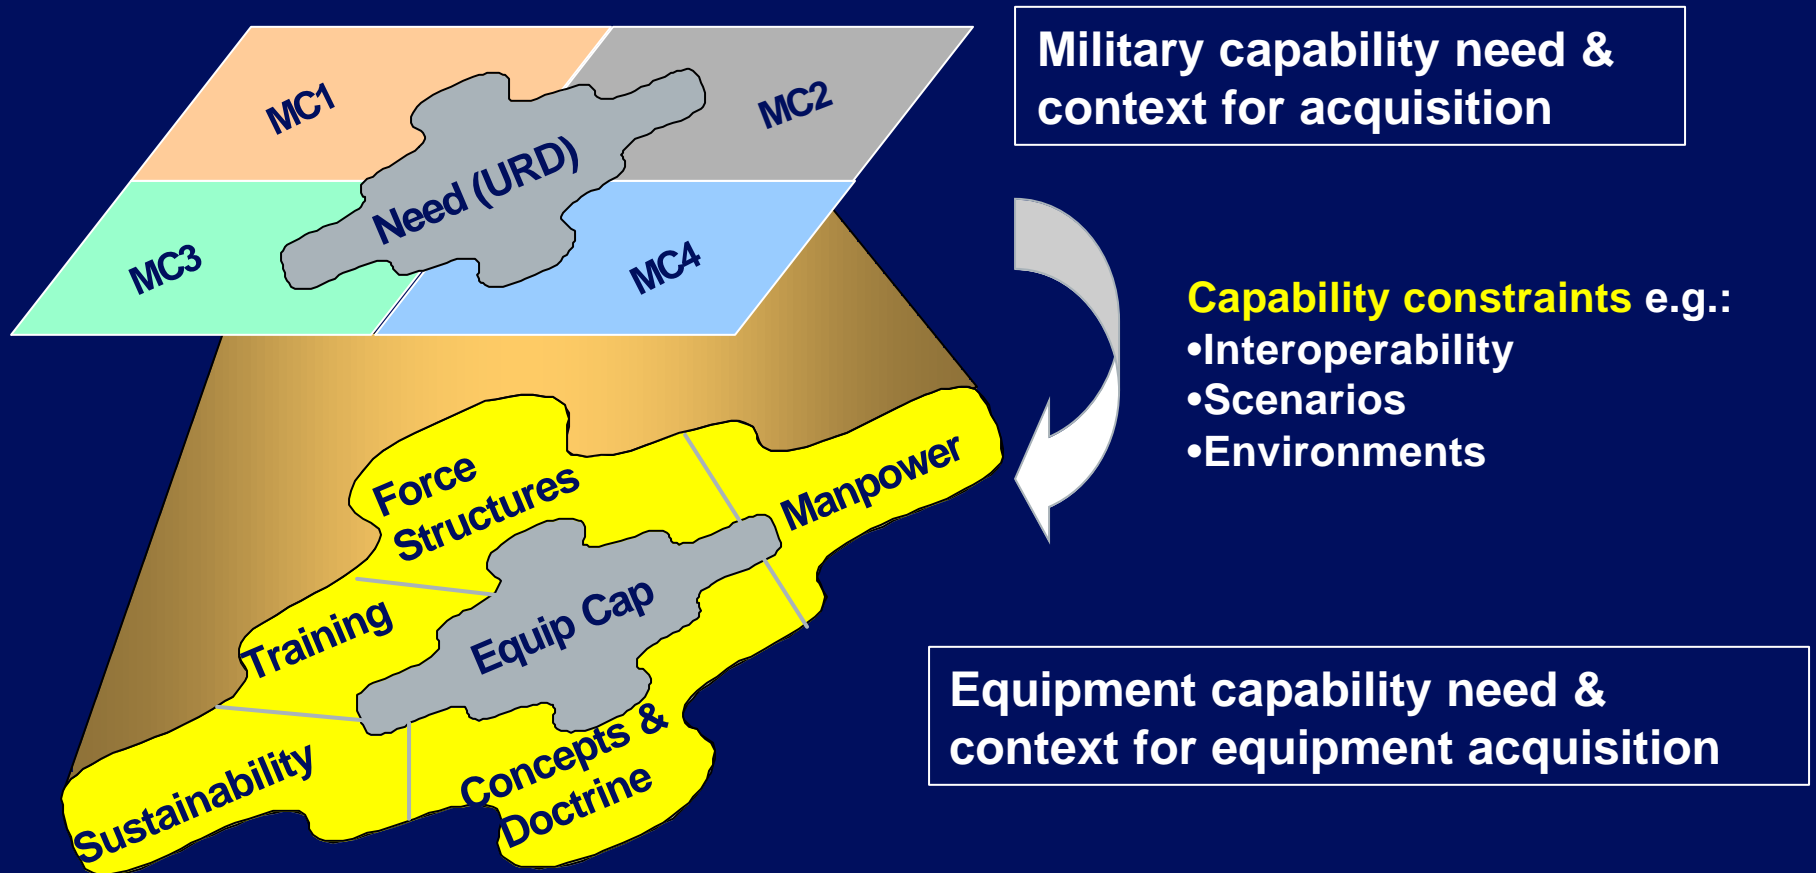 Military capability need &
context for acquisition
MC1
MC2
Need (URD)
MC3
MC4
Capability constraints e.g.:
•Interoperability
•Scenarios
•Environments
Force
Structures
Manpower
Training
Equip Cap
Sustainability
Concepts &
Doctrine
Equipment capability need &
context for equipment acquisition